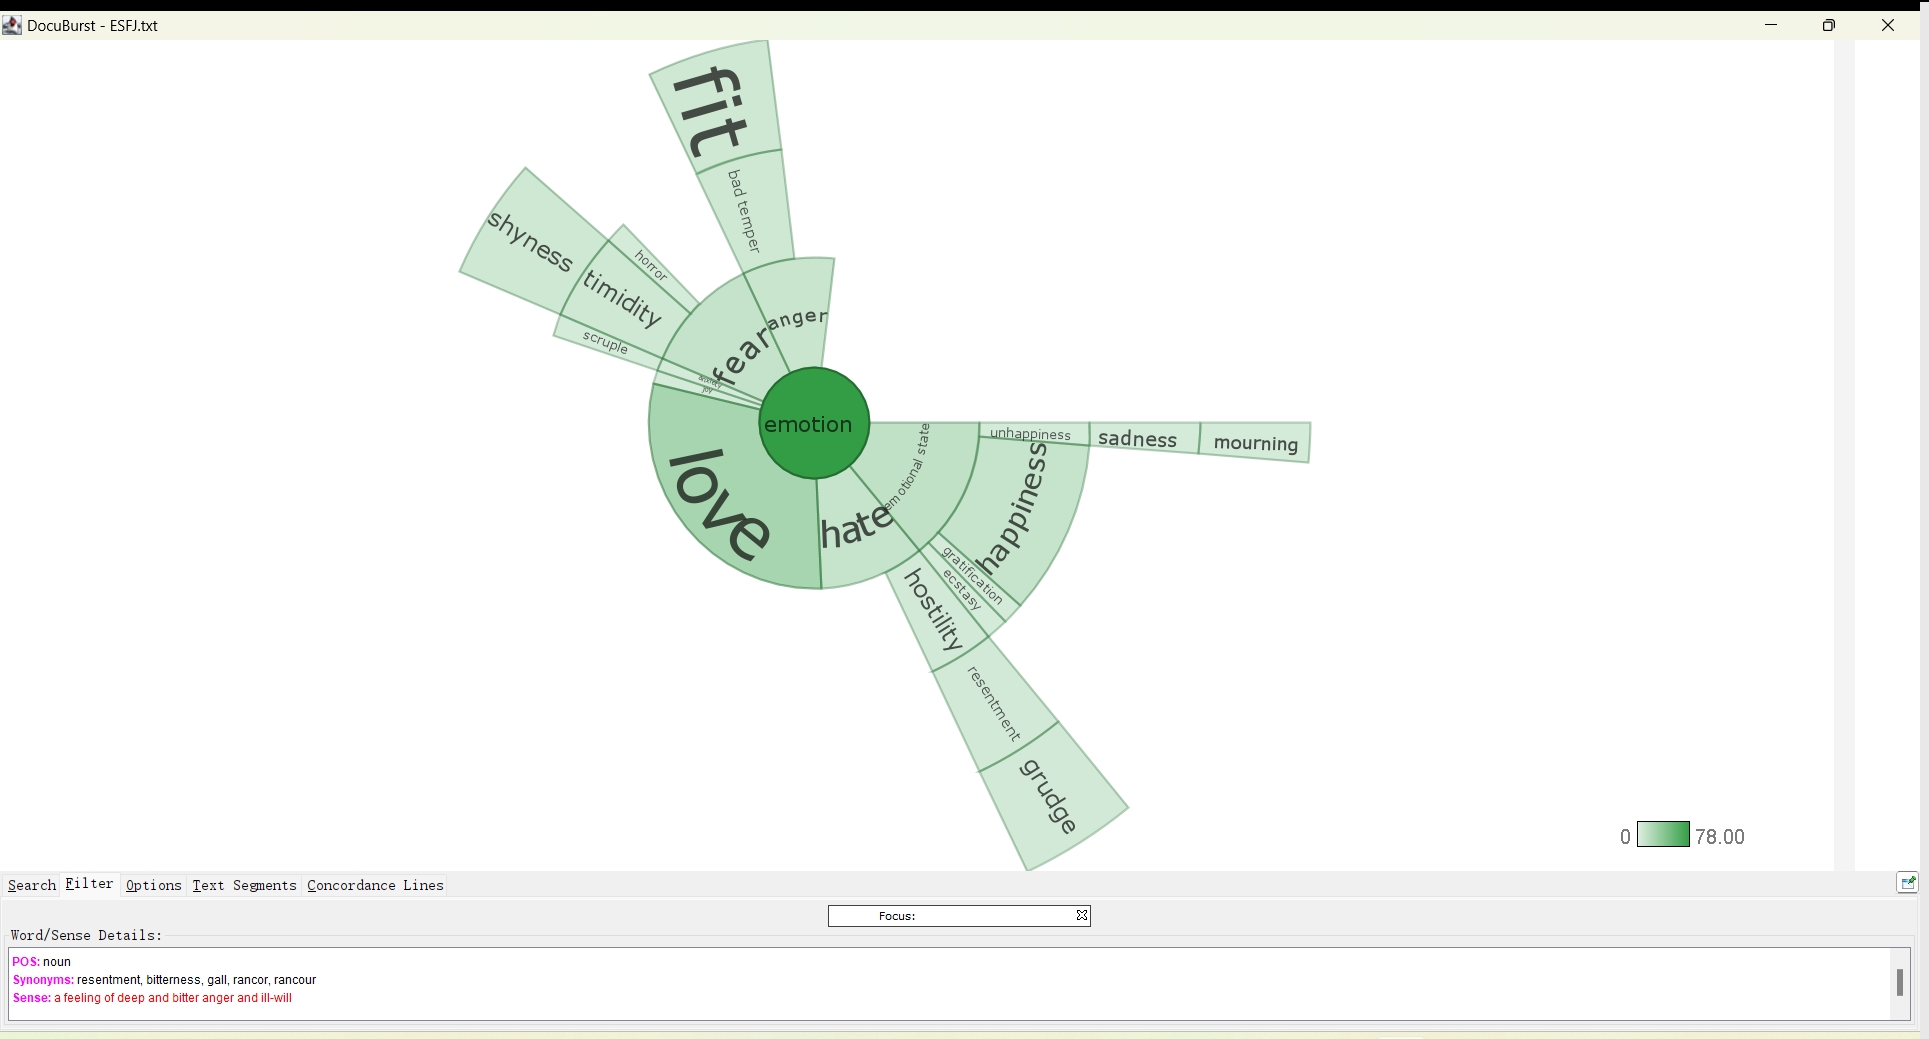 DocuBurst - ESFJ.txt
fit
bad temper
shyness
horror
timidity
anger
scruple
fear
anxiety
joy
emotion
unhappiness
sadness
mourning
emotional state
happiness
love
hate
gratification
ecstasy
hostility
resentment
grudge
0 78.00
Search Filter Options Text Segments Concordance Lines
Focus:
Word/Sense Details:
POS: noun
Synonyms: resentment, bitterness, gall, rancor, rancour
Sense: a feeling of deep and bitter anger and ill-will